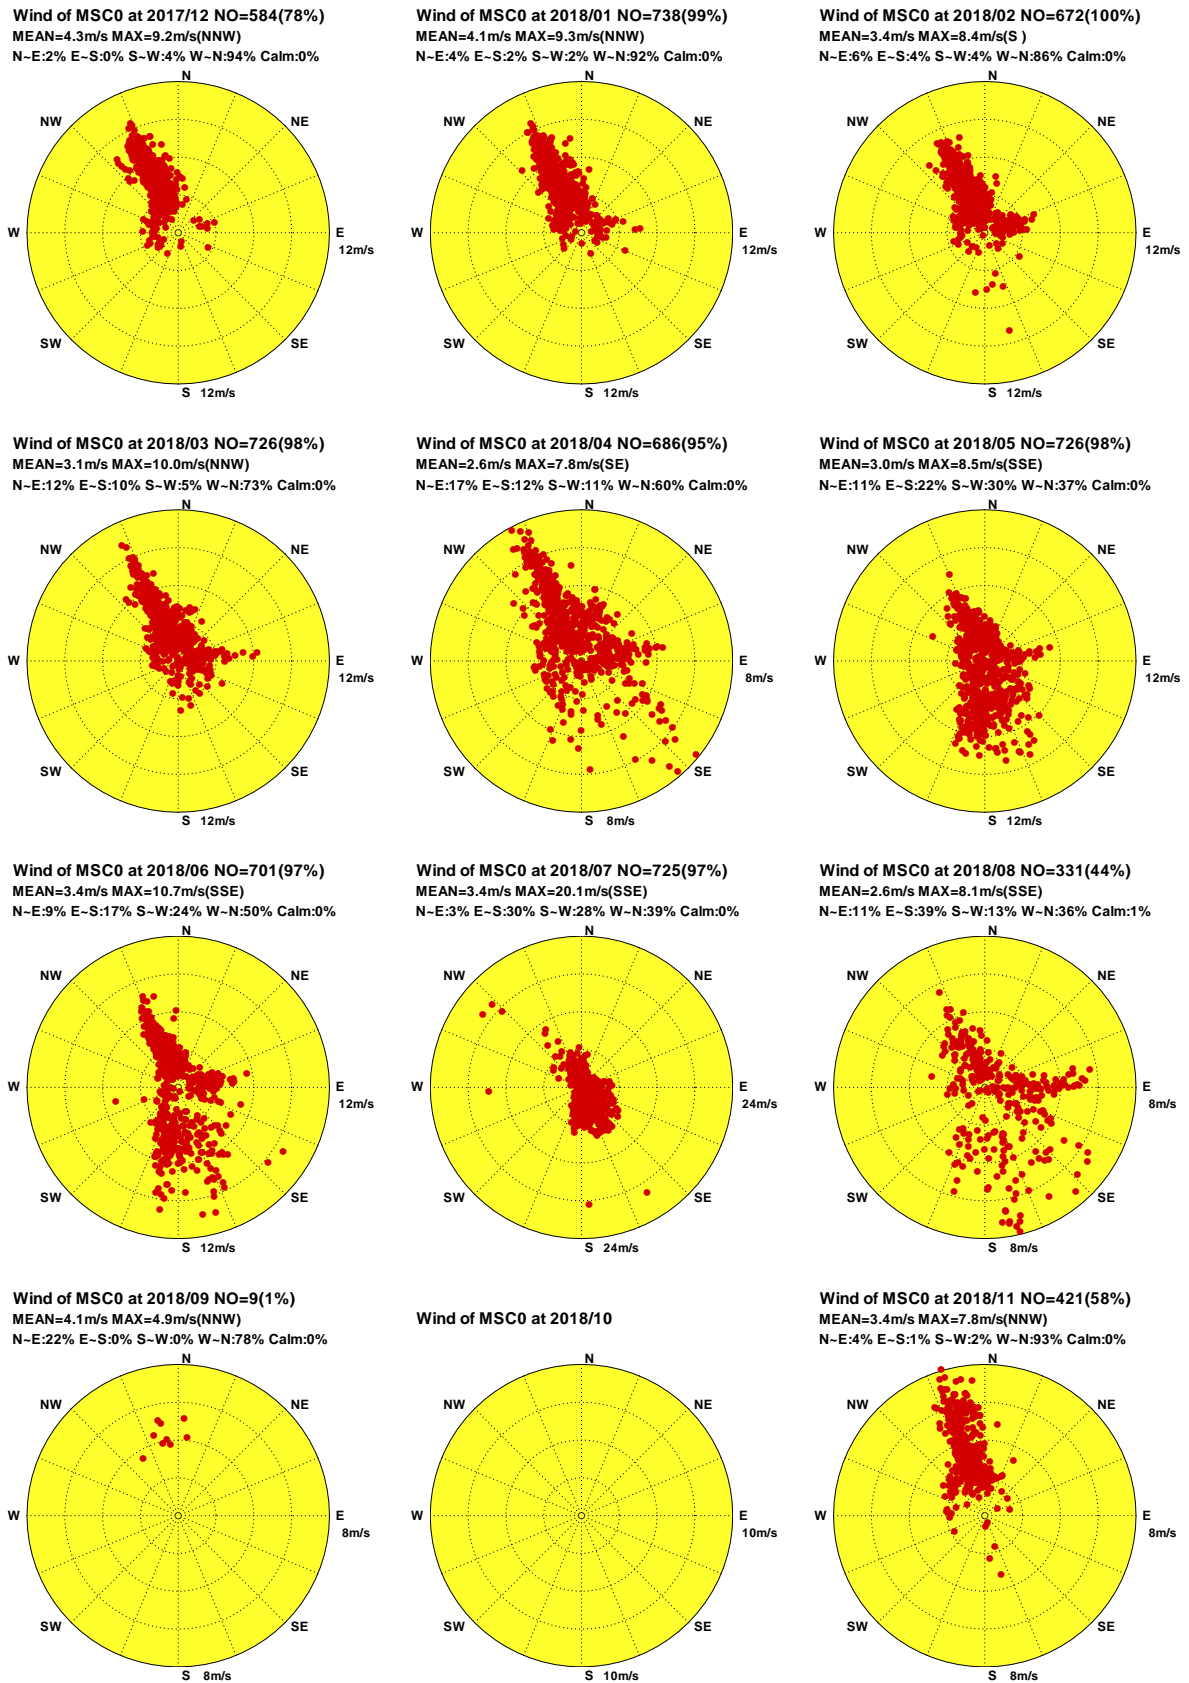 Wind of MSC0 at 2017/12 NO=584(78%)
MEAN=4.3m/s MAX=9.2m/s(NNW)
N~E:2% E~S:0% S~W:4% W~N:94% Calm:0%
N
NW
NE
W
E
12m/s
SW
SE
S 12m/s
Wind of MSC0 at 2018/01 NO=738(99%)
MEAN=4.1m/s MAX=9.3m/s(NNW)
N~E:4% E~S:2% S~W:2% W~N:92% Calm:0%
N
NW
NE
W
E
12m/s
SW
SE
S 12m/s
Wind of MSC0 at 2018/02 NO=672(100%)
MEAN=3.4m/s MAX=8.4m/s(S )
N~E:6% E~S:4% S~W:4% W~N:86% Calm:0%
N
NW
NE
W
E
12m/s
SW
SE
S 12m/s
Wind of MSC0 at 2018/03 NO=726(98%)
MEAN=3.1m/s MAX=10.0m/s(NNW)
N~E:12% E~S:10% S~W:5% W~N:73% Calm:0%
N
NW
NE
W
E
12m/s
SW
SE
S 12m/s
Wind of MSC0 at 2018/04 NO=686(95%)
MEAN=2.6m/s MAX=7.8m/s(SE)
N~E:17% E~S:12% S~W:11% W~N:60% Calm:0%
N
NW
NE
W
E
8m/s
SW
SE
S 8m/s
Wind of MSC0 at 2018/05 NO=726(98%)
MEAN=3.0m/s MAX=8.5m/s(SSE)
N~E:11% E~S:22% S~W:30% W~N:37% Calm:0%
N
NW
NE
W
E
12m/s
SW
SE
S 12m/s
Wind of MSC0 at 2018/06 NO=701(97%)
MEAN=3.4m/s MAX=10.7m/s(SSE)
N~E:9% E~S:17% S~W:24% W~N:50% Calm:0%
N
NW
NE
W
E
12m/s
SW
SE
S 12m/s
Wind of MSC0 at 2018/07 NO=725(97%)
MEAN=3.4m/s MAX=20.1m/s(SSE)
N~E:3% E~S:30% S~W:28% W~N:39% Calm:0%
N
NW
NE
W
E
24m/s
SW
SE
S 24m/s
Wind of MSC0 at 2018/08 NO=331(44%)
MEAN=2.6m/s MAX=8.1m/s(SSE)
N~E:11% E~S:39% S~W:13% W~N:36% Calm:1%
N
NW
NE
W
E
8m/s
SW
SE
S 8m/s
Wind of MSC0 at 2018/09 NO=9(1%)
MEAN=4.1m/s MAX=4.9m/s(NNW)
N~E:22% E~S:0% S~W:0% W~N:78% Calm:0%
N
NW
NE
W
E
8m/s
SW
SE
S 8m/s
Wind of MSC0 at 2018/10
N
NW
NE
W
E
10m/s
SW
SE
S 10m/s
Wind of MSC0 at 2018/11 NO=421(58%)
MEAN=3.4m/s MAX=7.8m/s(NNW)
N~E:4% E~S:1% S~W:2% W~N:93% Calm:0%
N
NW
NE
W
E
8m/s
SW
SE
S 8m/s